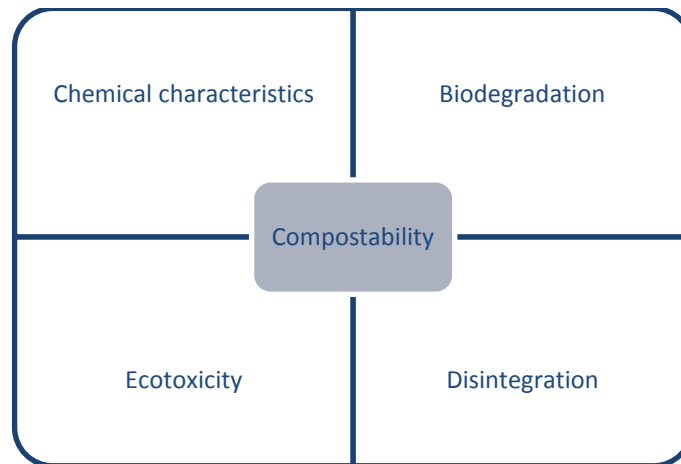 Chemical characteristics
Biodegradation
Compostability
Ecotoxicity
Disintegration